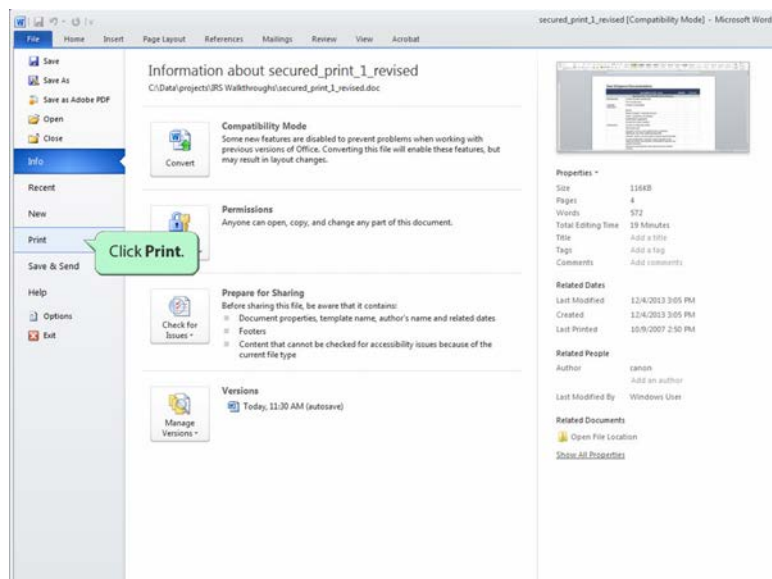 secured_print_1_revised [Compatibility Mode] - Microsoft Word
File Home Insert Page Layout References Mailings Review View Acrobat
Save
Save As
Save as Adobe PDF
Open
Close
Info
Recent
New
Print
Save & Send
Help
Options
Exit
Click Print.
Information about secured_print_1_revised
C:\Data\projects\IRS Walkthroughs\secured_print_1_revised.doc
Convert
Compatibility Mode
Some new features are disabled to prevent problems when working with
previous versions of Office. Converting this file will enable these features, but
may result in layout changes.
Permissions
Anyone can open, copy, and change any part of this document.
Check for
Issues
Prepare for Sharing
Before sharing this file, be aware that it contains:
Document properties, template name, author's name and related dates
Footers
Content that cannot be checked for accessibility issues because of the
current file type
Manage
Versions
Versions
Today, 11:30 AM (autosave)
Properties
Size 116KB
Pages 4
Words 572
Total Editing Time 19 Minutes
Title Add a title
Tags Add a tag
Comments Add comments
Related Dates
Last Modified 12/4/2013 3:05 PM
Created 12/4/2013 3:05 PM
Last Printed 10/9/2007 2:50 PM
Related People
Author canon
Add an author
Last Modified By Windows User
Related Documents
Open File Location
Show All Properties